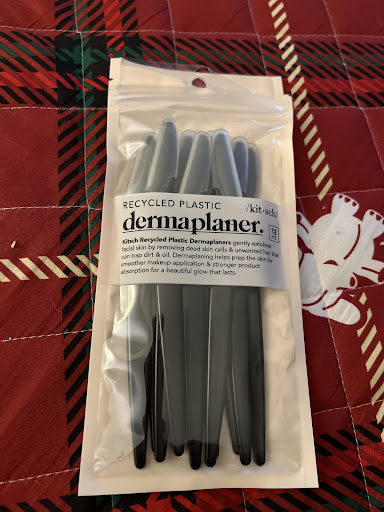 RECYCLED PLASTIC /kit•sch/
dermaplaner. 12
Kitsch Recycled Plastic Dermaplaners gently exfoliate
facial skin by removing dead skin cells & unwanted hair that
can trap dirt & oil. Dermaplaning helps prep the skin for
smoother makeup application & stronger product
absorption for a beautiful glow that lasts.